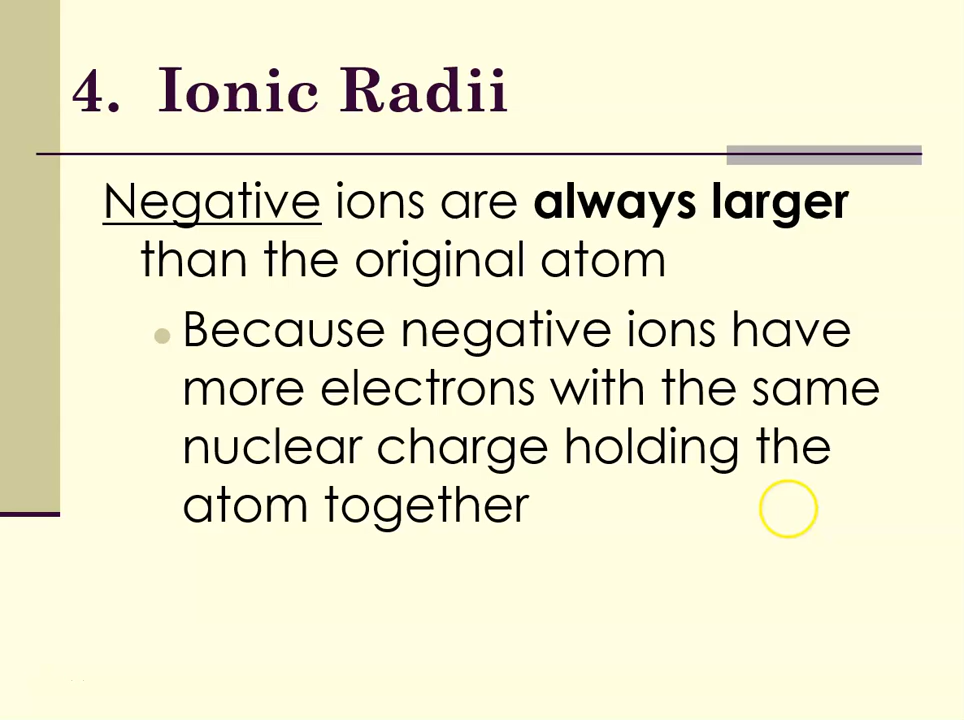 4. Ionic Radii
Negative ions are always larger
than the original atom
Because negative ions have
more electrons with the same
nuclear charge holding the
atom together